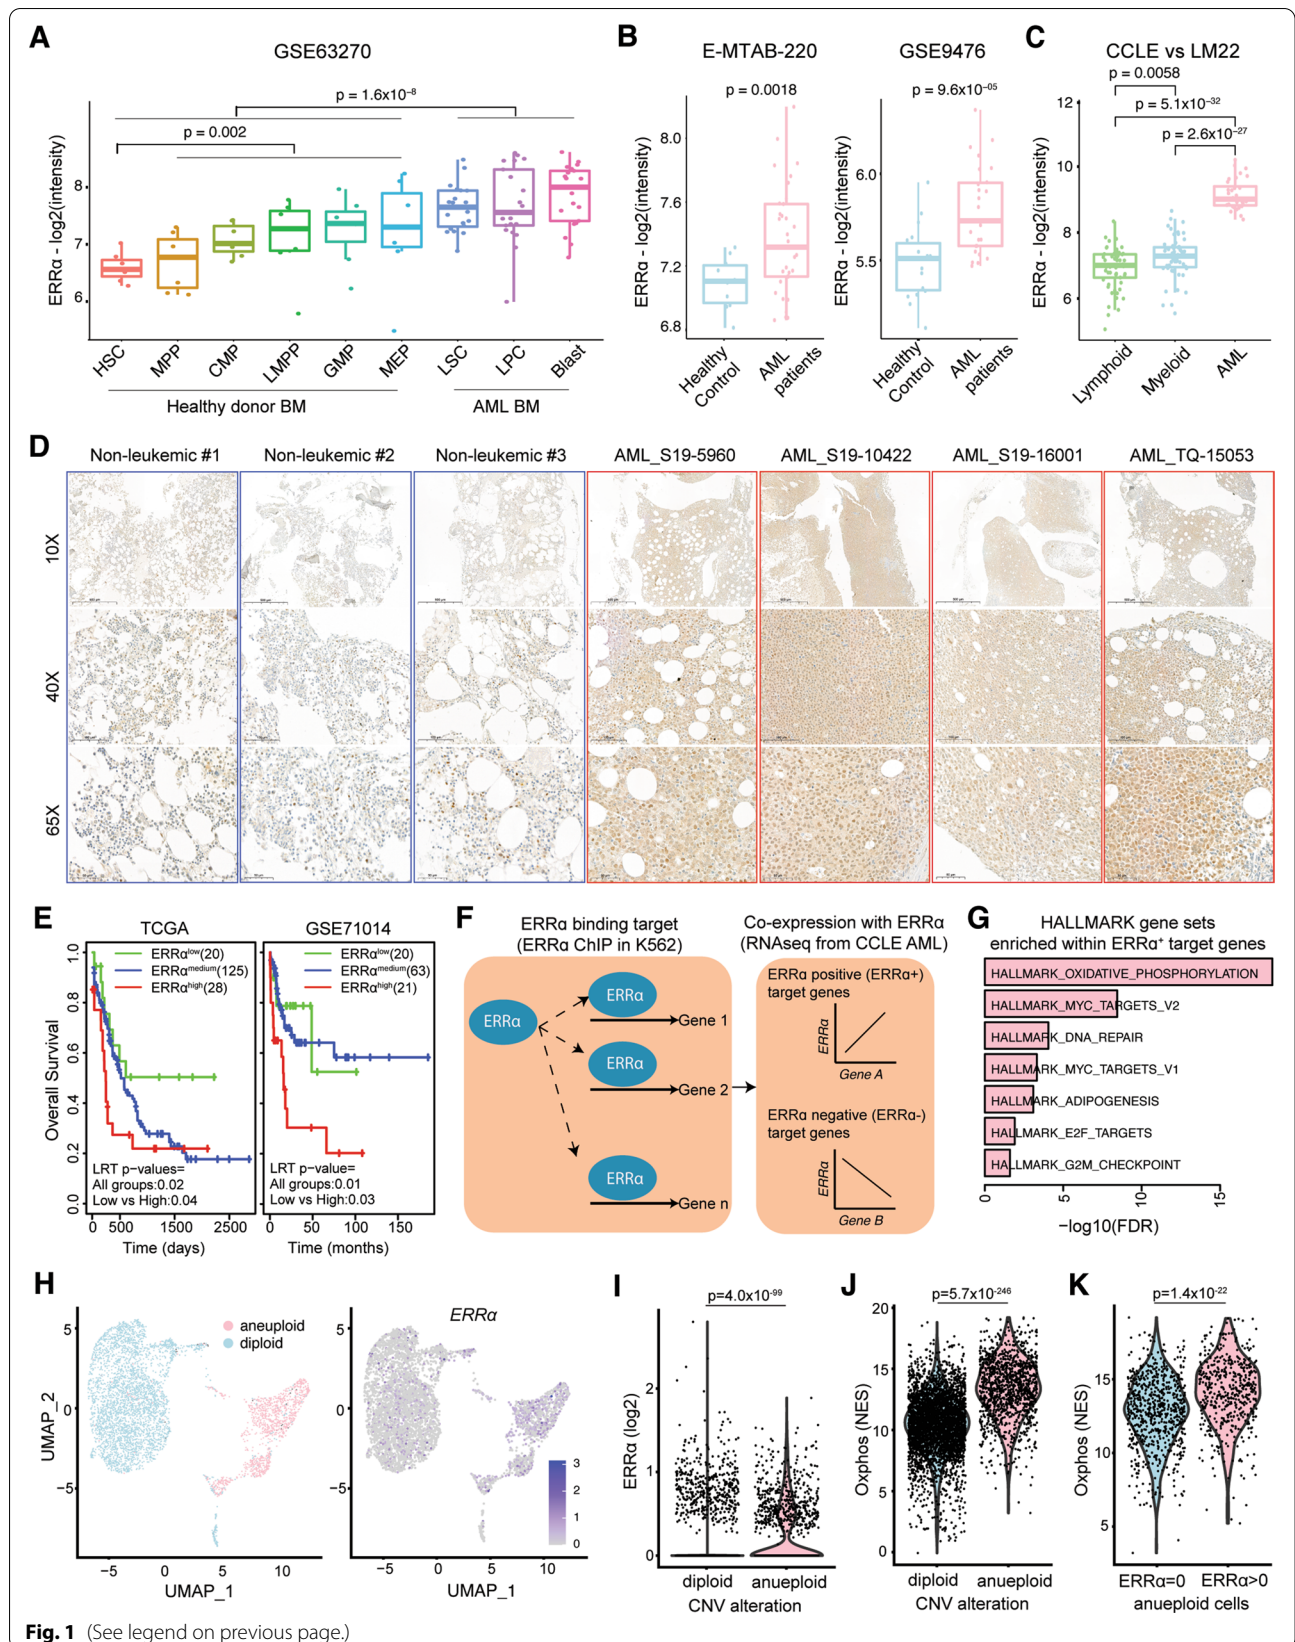 A
GSE63270
p = 1.6x10⁻⁸
p = 0.002
ERRα - log2(intensity)
8
7
6
HSC
MPP
CMP
LMPP
GMP
MEP
LSC
LPC
Blast
Healthy donor BM
AML BM
B
E-MTAB-220
p = 0.0018
ERRα - log2(intensity)
8.0
7.6
7.2
6.8
Healthy
Control
AML
patients
GSE9476
p = 9.6x10⁻⁰⁵
ERRα - log2(intensity)
6.0
5.5
Healthy
Control
AML
patients
C
CCLE vs LM22
p = 0.0058
p = 5.1x10⁻³²
p = 2.6x10⁻²⁷
ERRα - log2(intensity)
12
10
8
6
Lymphoid
Myeloid
AML
D
Non-leukemic #1
Non-leukemic #2
Non-leukemic #3
AML_S19-5960
AML_S19-10422
AML_S19-16001
AML_TQ-15053
10X
40X
65X
E
TCGA
ERRαˡᵒʷ(20)
ERRαᵐᵉᵈⁱᵘᵐ(125)
ERRαʰⁱᵍʰ(28)
Overall Survival
1.0
0.8
0.6
0.4
0.2
0.0
LRT p-values=
All groups:0.02
Low vs High:0.04
0 500 1500 2500
Time (days)
GSE71014
ERRαˡᵒʷ(20)
ERRαᵐᵉᵈⁱᵘᵐ(63)
ERRαʰⁱᵍʰ(21)
LRT p-value=
All groups:0.01
Low vs High:0.03
0 50 100 150
Time (months)
F
ERRα binding target
(ERRα ChIP in K562)
ERRα
ERRα
Gene 1
ERRα
Gene 2
ERRα
Gene n
Co-expression with ERRα
(RNAseq from CCLE AML)
ERRα positive (ERRα+)
target genes
ERRα
Gene A
ERRα negative (ERRα-)
target genes
ERRα
Gene B
G
HALLMARK gene sets
enriched within ERRα⁺ target genes
HALLMARK_OXIDATIVE_PHOSPHORYLATION
HALLMARK_MYC_TARGETS_V2
HALLMARK_DNA_REPAIR
HALLMARK_MYC_TARGETS_V1
HALLMARK_ADIPOGENESIS
HALLMARK_E2F_TARGETS
HALLMARK_G2M_CHECKPOINT
0 5 10 15
−log10(FDR)
H
aneuploid
diploid
UMAP_2
5
0
−5
−5 0 5 10
UMAP_1
ERRα
5
0
−5
3
2
1
0
−5 0 5 10
UMAP_1
I
p=4.0x10⁻⁹⁹
ERRα (log2)
2
1
0
diploid anueploid
CNV alteration
J
p=5.7x10⁻²⁴⁶
Oxphos (NES)
20
15
10
5
0
diploid anueploid
CNV alteration
K
p=1.4x10⁻²²
Oxphos (NES)
15
10
5
ERRα=0 ERRα>0
anueploid cells
Fig. 1 (See legend on previous page.)